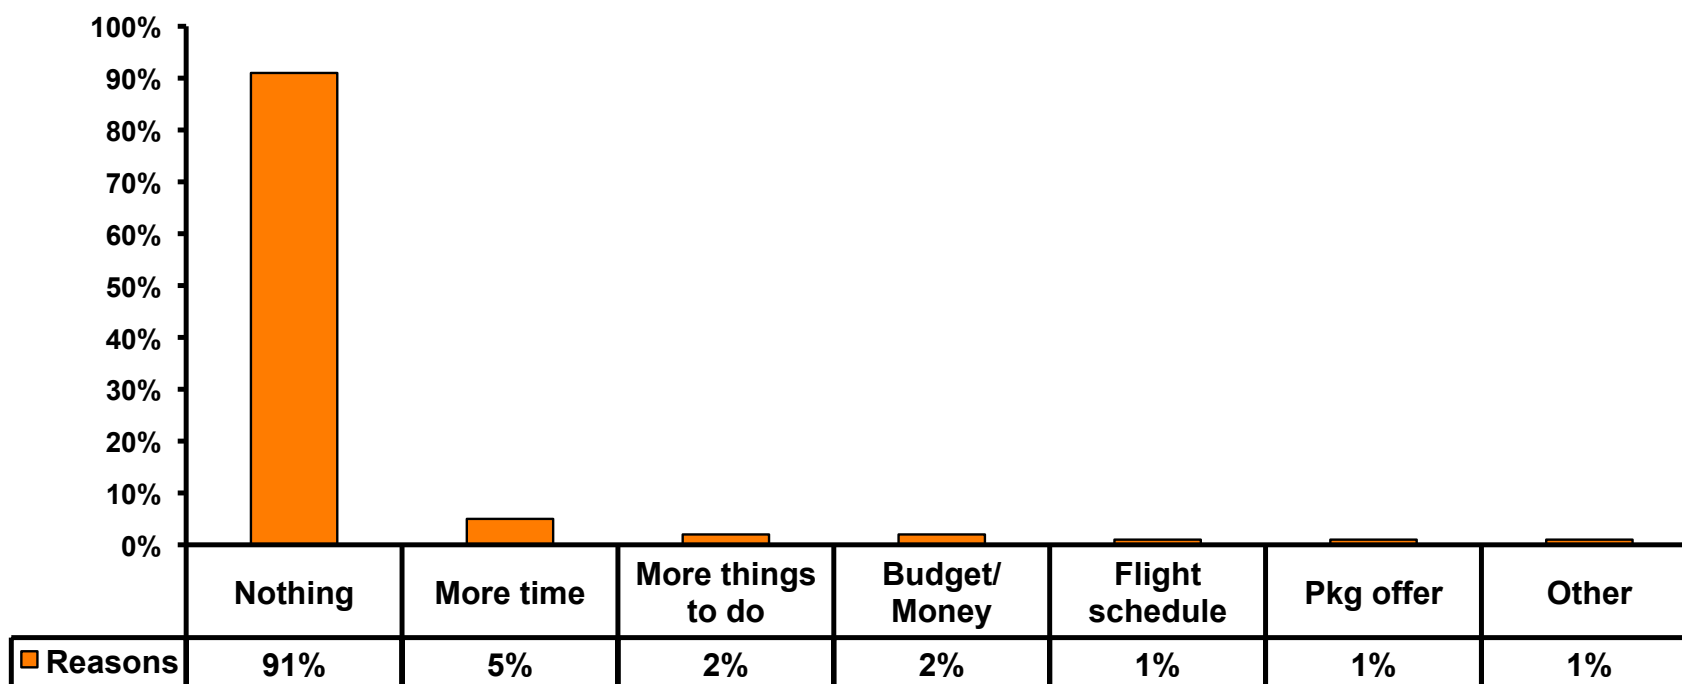 100%
90%
80%
70%
60%
50%
40%
30%
20%
10%
0%
Nothing
More time
More things
to do
Budget/
Money
Flight
schedule
Pkg offer
Other
Reasons 91% 5% 2% 2% 1% 1% 1%